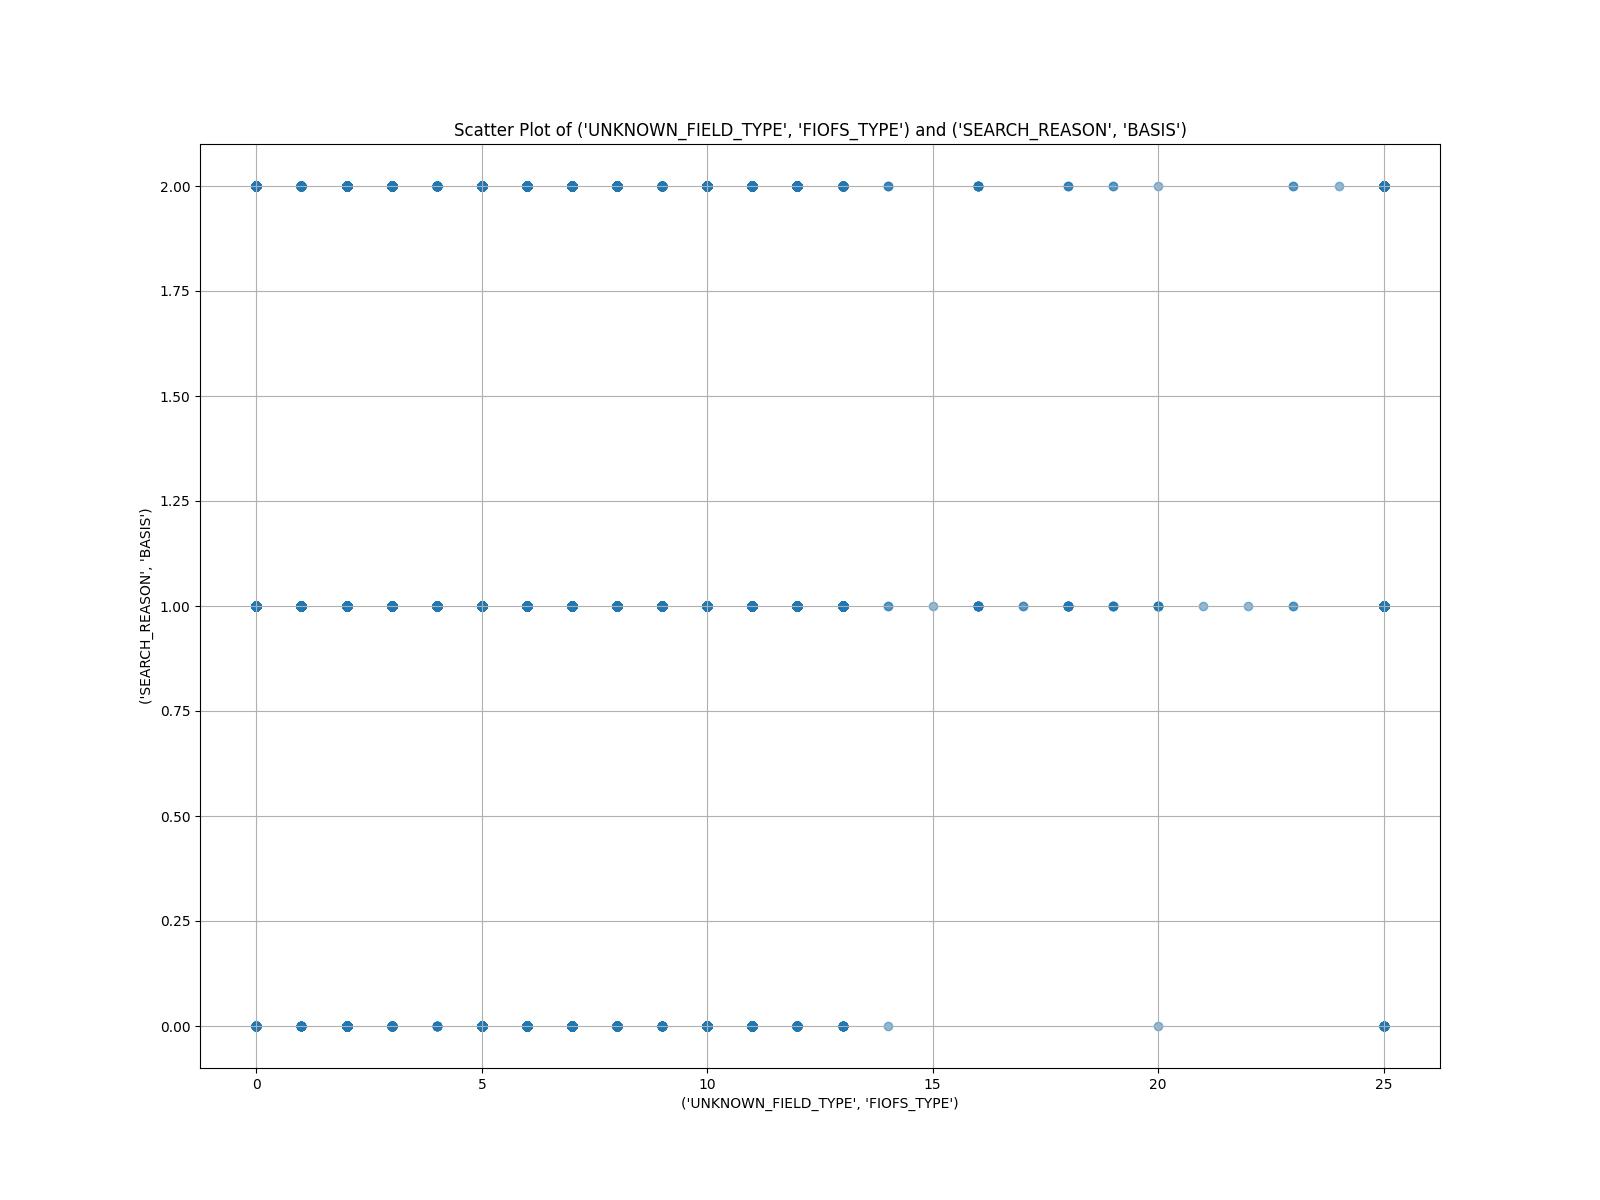 Scatter Plot of ('UNKNOWN_FIELD_TYPE', 'FIOFS_TYPE') and ('SEARCH_REASON', 'BASIS')
2.00
1.75
1.50
1.25
1.00
0.75
0.50
0.25
0.00
('SEARCH_REASON', 'BASIS')
0 5 10 15 20 25
('UNKNOWN_FIELD_TYPE', 'FIOFS_TYPE')